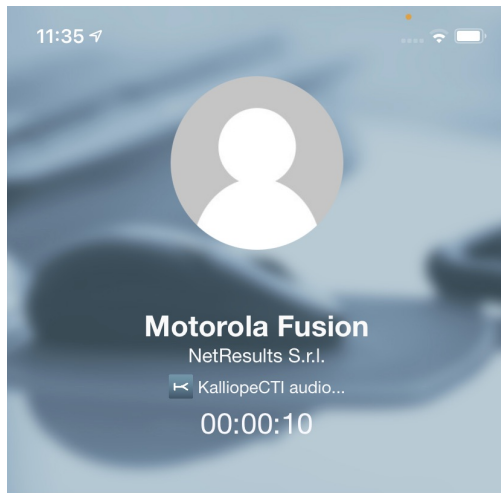 11:35
Motorola Fusion
NetResults S.r.l.
KalliopeCTI audio...
00:00:10